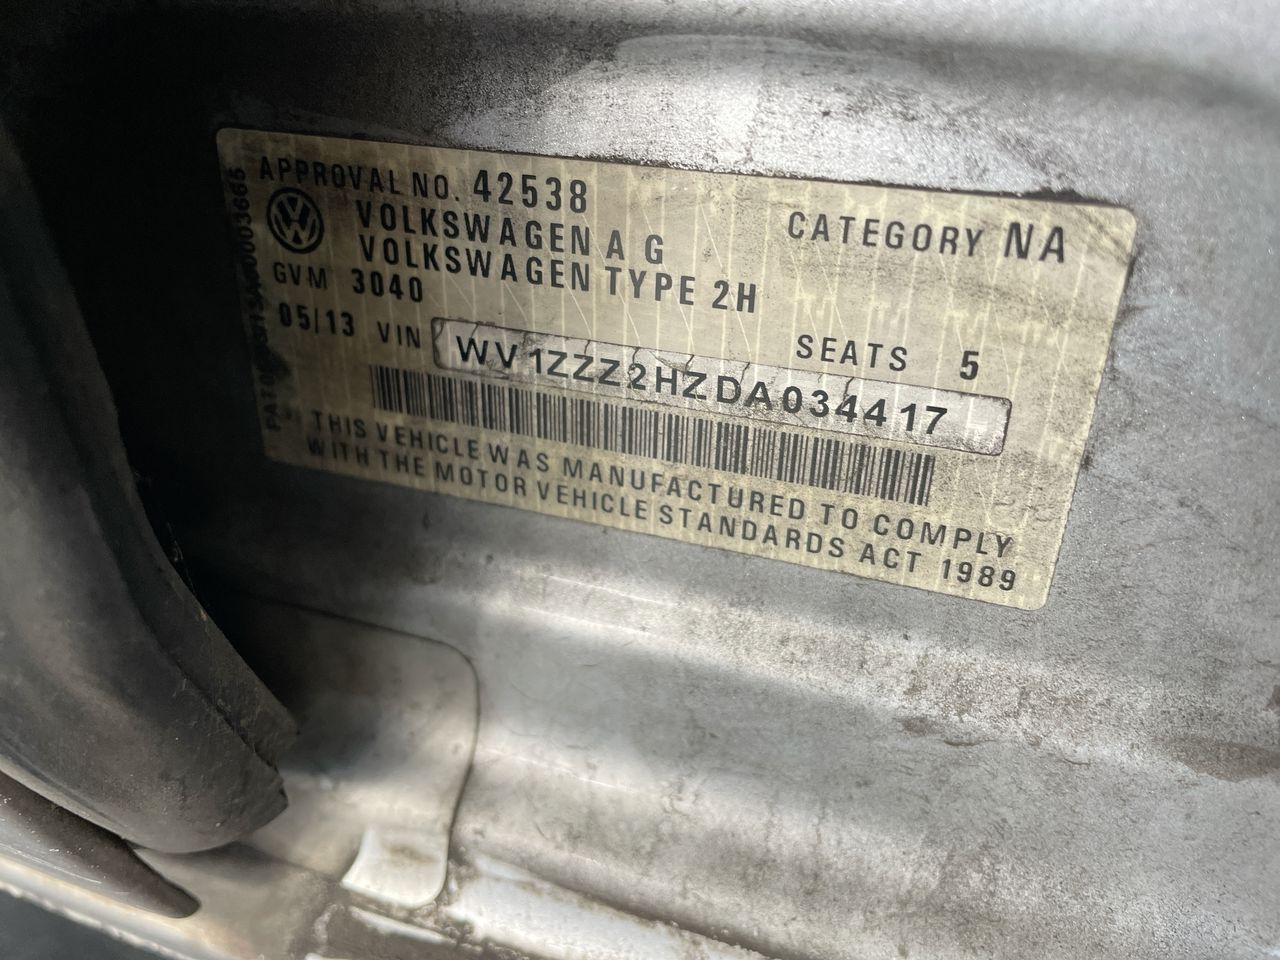 APPROVAL NO. 42538
CATEGORY NA
VOLKSWAGEN A G
VOLKSWAGEN TYPE 2H
GVM 3040
SEATS 5
05/13 VIN WV1ZZZ2HZDA034417
THIS VEHICLE WAS MANUFACTURED TO COMPLY
WITH THE MOTOR VEHICLE STANDARDS ACT 1989